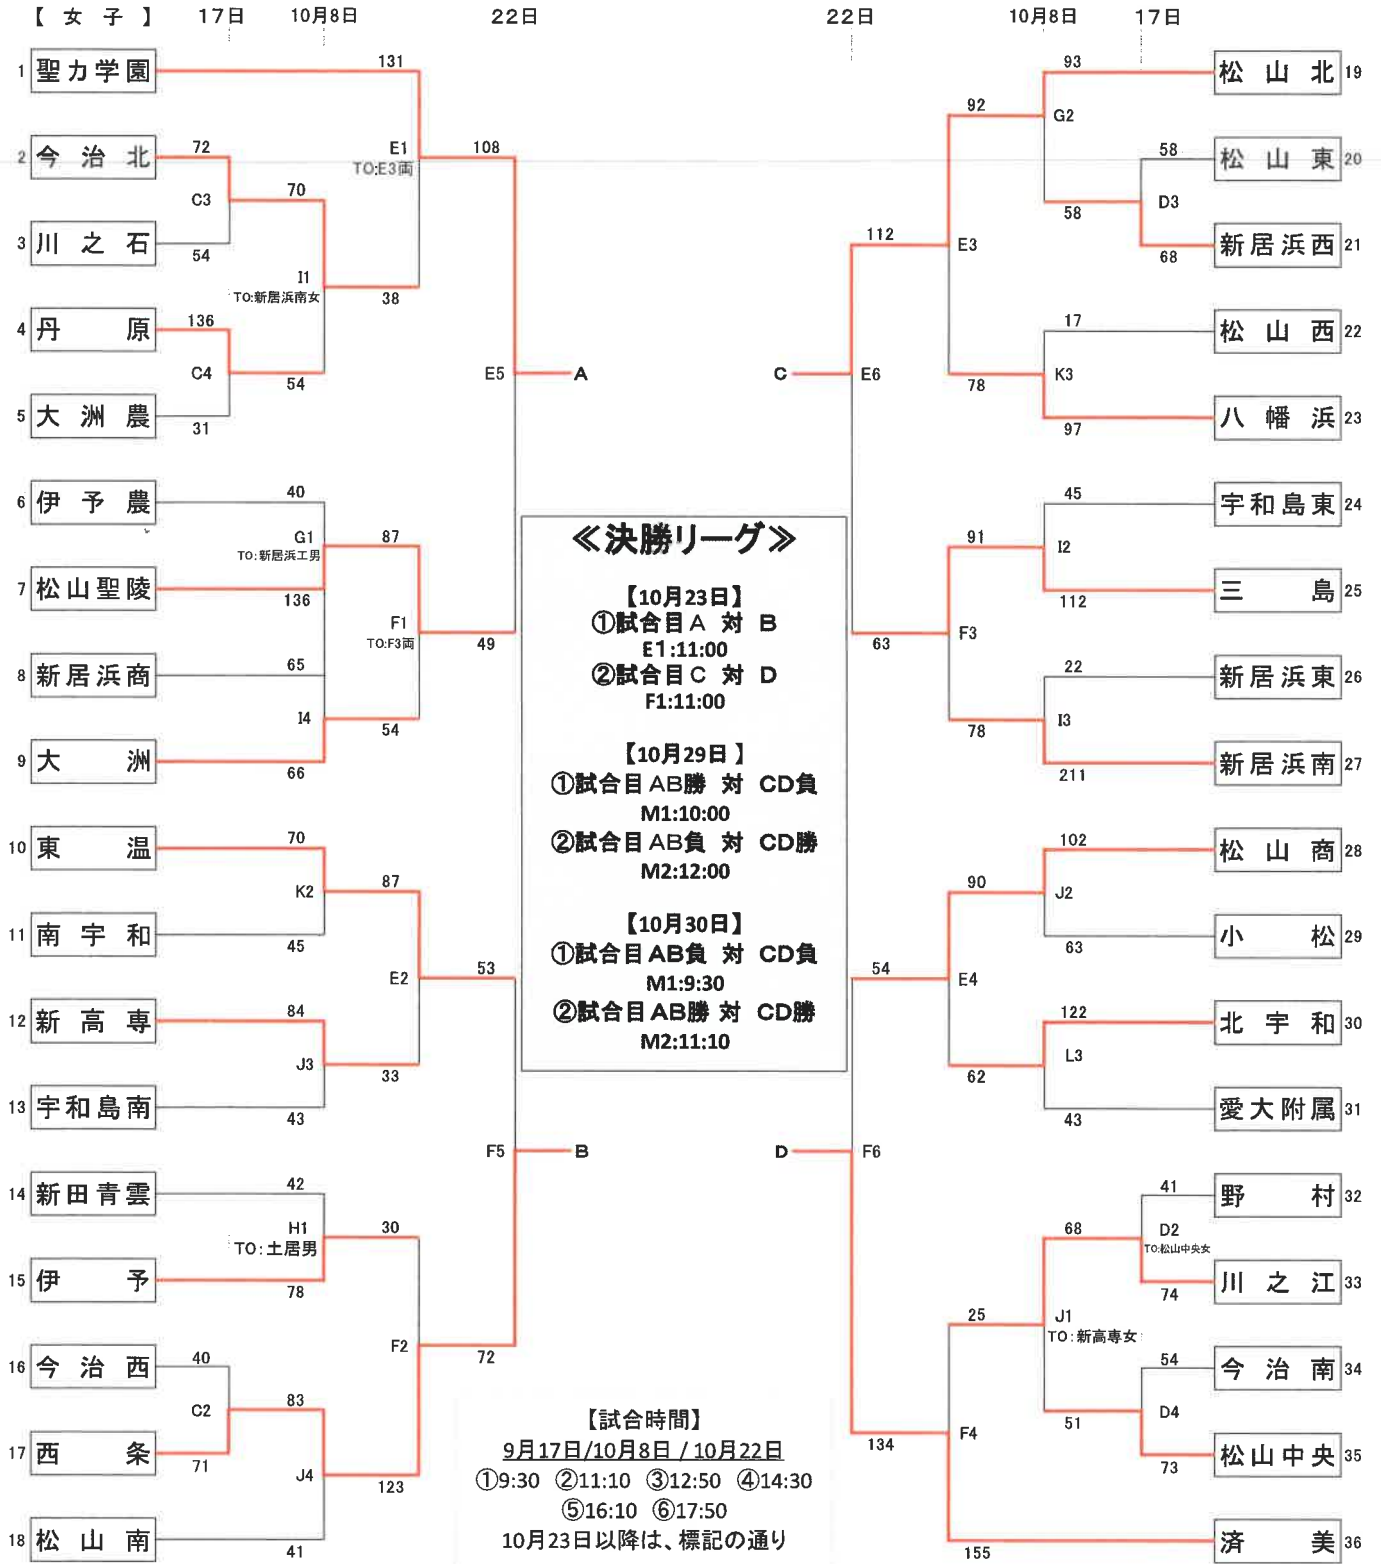 【 女 子 】 17日 10月8日 22日 22日 10月8日 17日
1 聖カ学園 131
2 今治北 72
E1 108
TO:E3両
C3 70
3 川之石 54
I1
TO:新居浜南女 38
4 丹原 136
C4 54
5 大洲農 31
E5 A
6 伊予農 40
G1 87
TO:新居浜工男
7 松山聖陵 136
F1 49
TO:F3両
8 新居浜商 65
I4 54
9 大洲 66
10 東温 70
K2 87
11 南宇和 45
E2 53
12 新高専 84
J3 33
13 宇和島南 43
F5 B
14 新田青雲 42
H1 30
TO:土居男
15 伊予 78
F2 72
16 今治西 40
C2 83
17 西条 71
J4 123
18 松山南 41
≪決勝リーグ≫
【10月23日】
①試合目A 対 B
E1:11:00
②試合目C 対 D
F1:11:00
【10月29日】
①試合目AB勝 対 CD負
M1:10:00
②試合目AB負 対 CD勝
M2:12:00
【10月30日】
①試合目AB負 対 CD負
M1:9:30
②試合目AB勝 対 CD勝
M2:11:10
【試合時間】
9月17日/10月8日/10月22日
①9:30 ②11:10 ③12:50 ④14:30
⑤16:10 ⑥17:50
10月23日以降は、標記の通り
93 松山北 19
92 G2
58 松山東 20
58 D3
68 新居浜西 21
112 E3
17 松山西 22
78 K3
97 八幡浜 23
C E6
45 宇和島東 24
91 I2
112 三島 25
63 F3
22 新居浜東 26
78 I3
211 新居浜南 27
102 松山商 28
90 J2
63 小松 29
54 E4
122 北宇和 30
62 L3
43 愛大附属 31
D F6
41 野村 32
68 D2
TO:松山中央女
74 川之江 33
25 J1
TO:新高専女
54 今治南 34
51 D4
73 松山中央 35
134 F4
155 済美 36